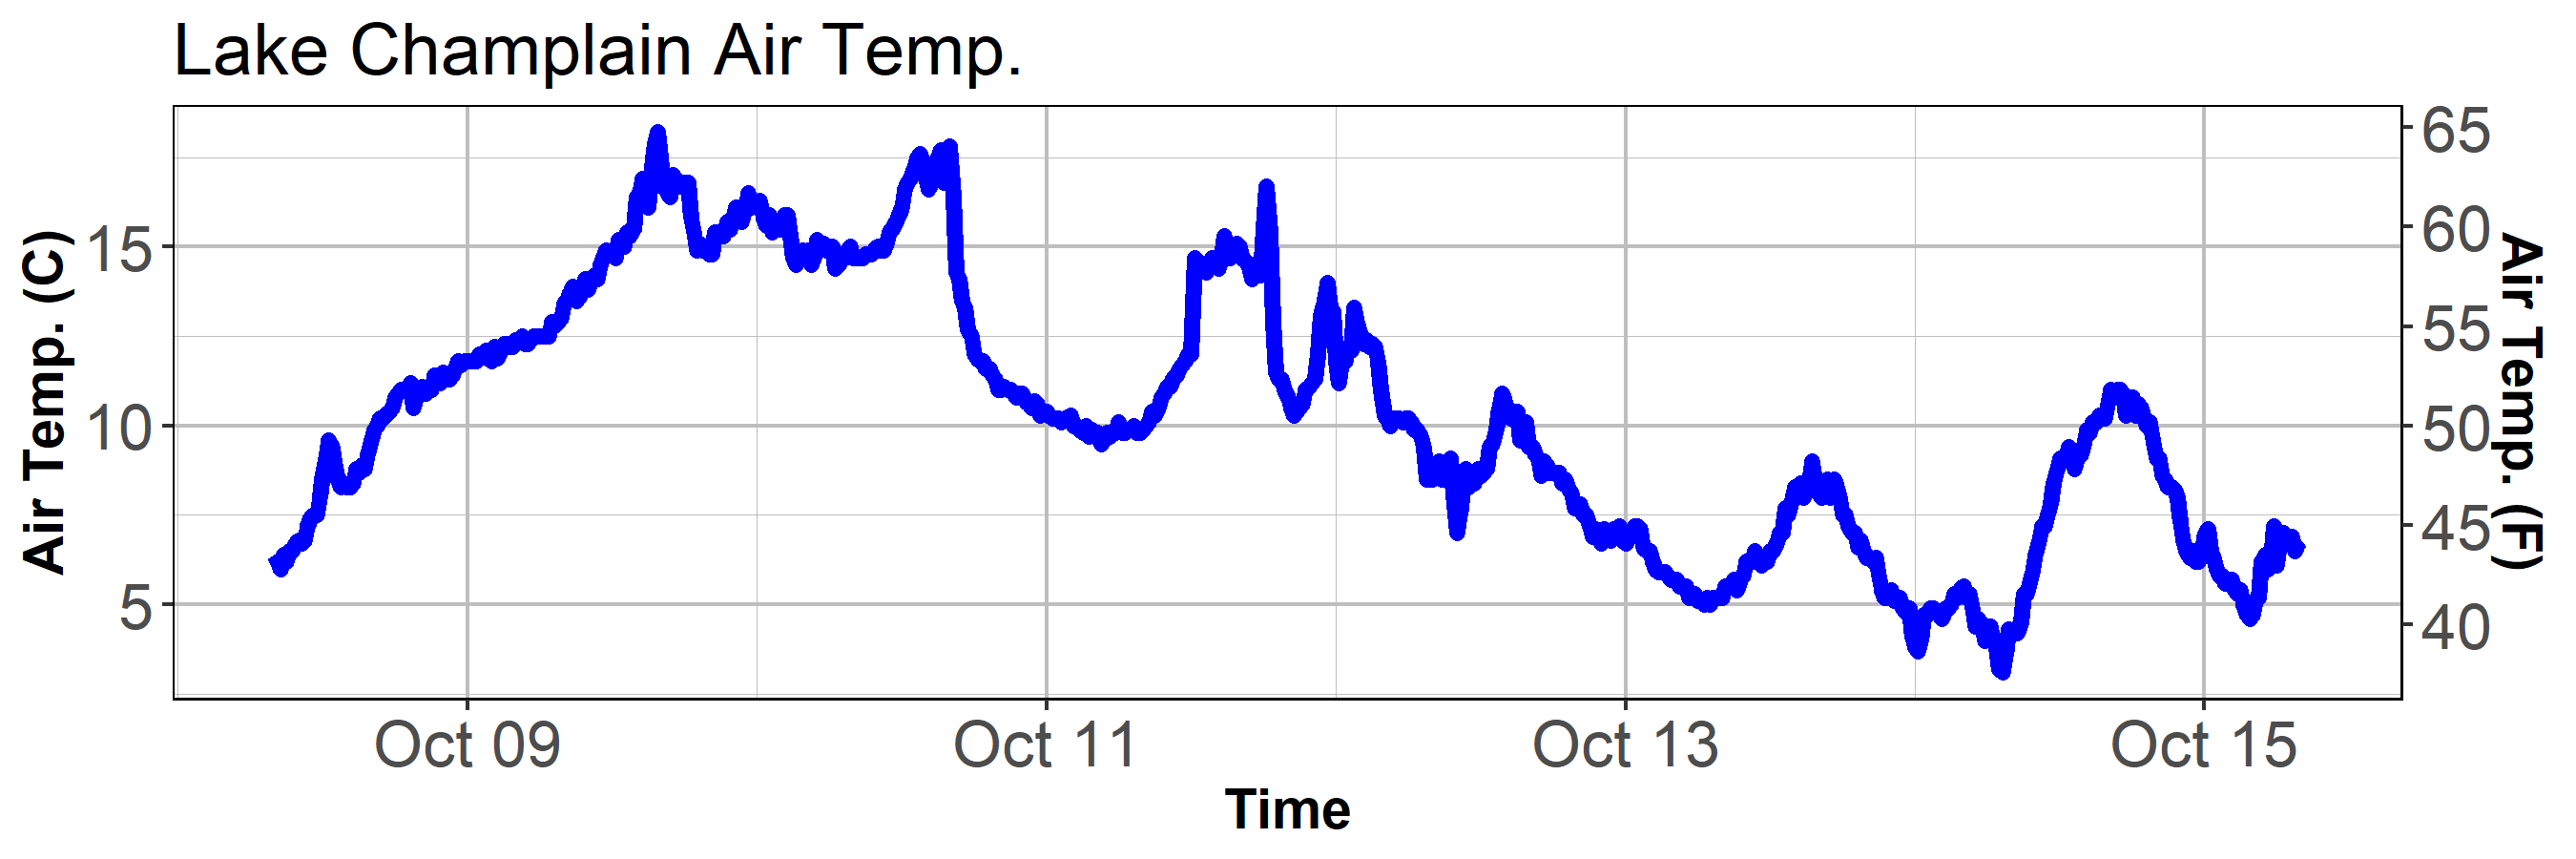 Lake Champlain Air Temp.
Air Temp. (C)
15
10
5
65
60
55
50
45
40
Air Temp. (F)
Oct 09
Oct 11
Oct 13
Oct 15
Time